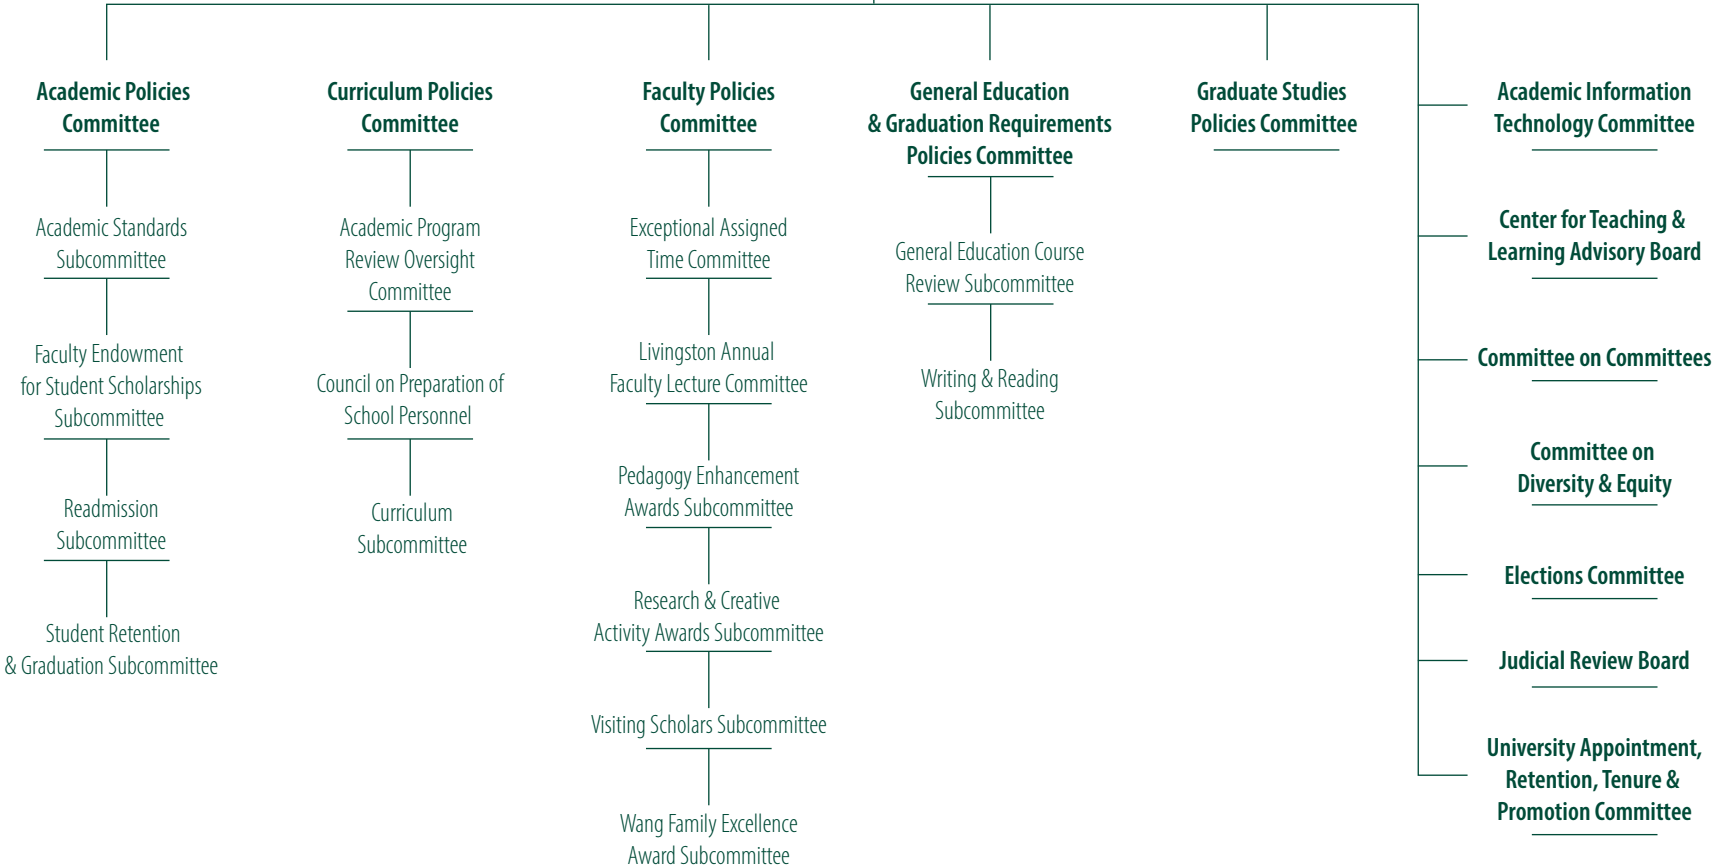 Academic Policies
Committee
Academic Standards
Subcommittee
Faculty Endowment
for Student Scholarships
Subcommittee
Readmission
Subcommittee
Student Retention
& Graduation Subcommittee
Curriculum Policies
Committee
Academic Program
Review Oversight
Committee
Council on Preparation of
School Personnel
Curriculum
Subcommittee
Faculty Policies
Committee
Exceptional Assigned
Time Committee
Livingston Annual
Faculty Lecture Committee
Pedagogy Enhancement
Awards Subcommittee
Research & Creative
Activity Awards Subcommittee
Visiting Scholars Subcommittee
Wang Family Excellence
Award Subcommittee
General Education
& Graduation Requirements
Policies Committee
General Education Course
Review Subcommittee
Writing & Reading
Subcommittee
Graduate Studies
Policies Committee
Academic Information
Technology Committee
Center for Teaching &
Learning Advisory Board
Committee on Committees
Committee on
Diversity & Equity
Elections Committee
Judicial Review Board
University Appointment,
Retention, Tenure &
Promotion Committee